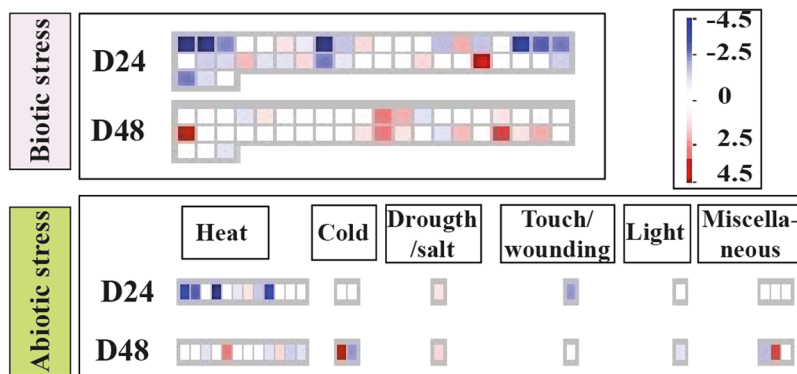 Biotic stress
D24
D48
-4.5
-2.5
0
2.5
4.5
Abiotic stress
Heat
Cold
Drougth
/salt
Touch/
wounding
Light
Miscella-
neous
D24
D48